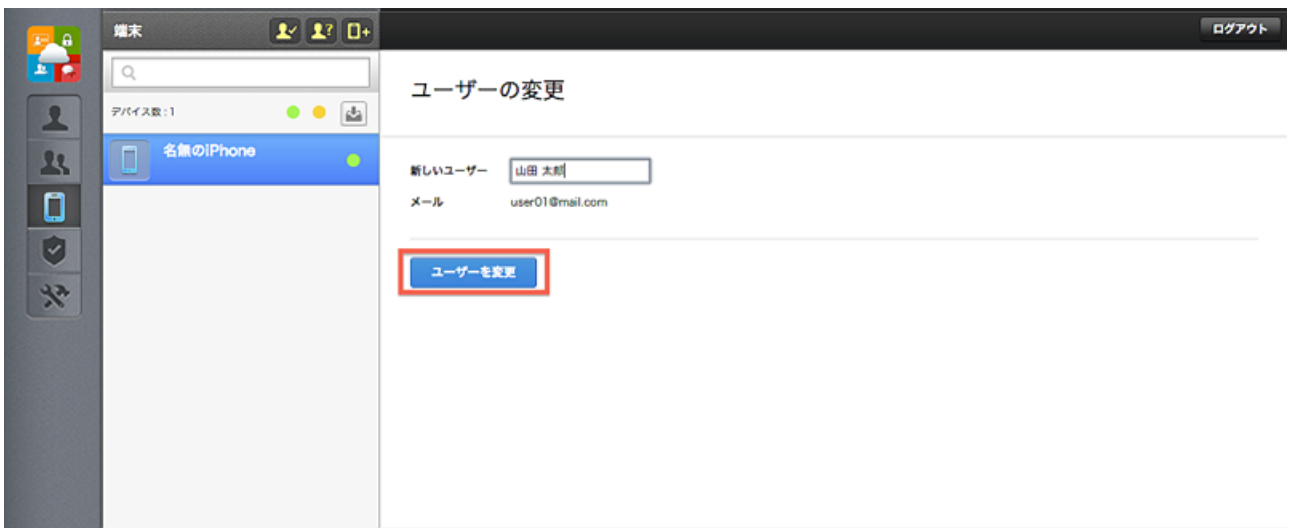 端末
ログアウト
デバイス数：1
名無のiPhone
ユーザーの変更
新しいユーザー 山田 太郎
メール user01@mail.com
ユーザーを変更